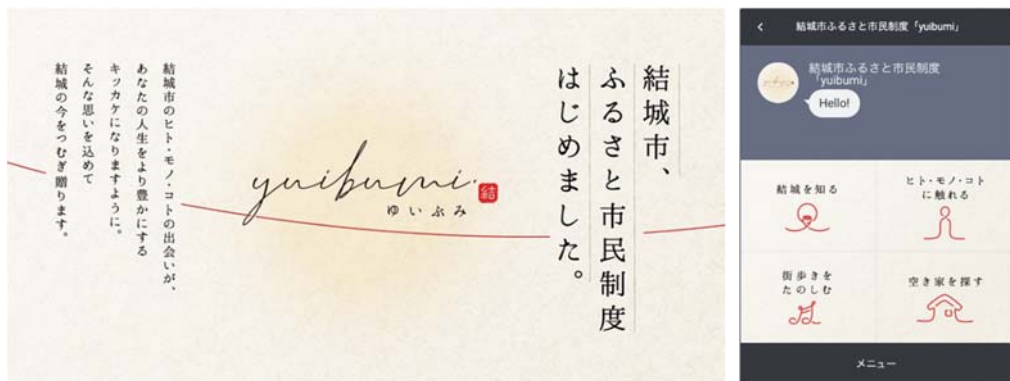 結城市、
ふるさと市民制度
はじめました。
yuibumi
結
ゆいぶみ
結城市のヒト・モノ・コトの出会いが、
あなたの人生をより豊かにする
キッカケになりますように。
そんな思いを込めて
結城の今をつむぎ贈ります。
結城市ふるさと市民制度「yuibumi」
結城市ふるさと市民制度
「yuibumi」
Hello!
結城を知る
ヒト・モノ・コト
に触れる
街歩きを
たのしむ
空き家を探す
メニュー